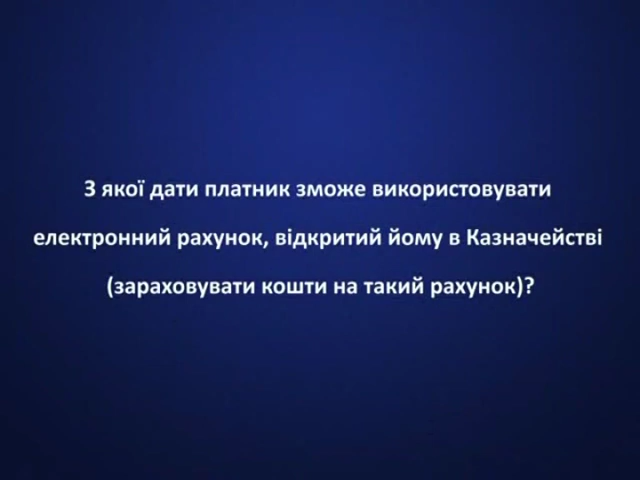 З якої дати платник зможе використовувати
електронний рахунок, відкритий йому в Казначействі
(зараховувати кошти на такий рахунок)?